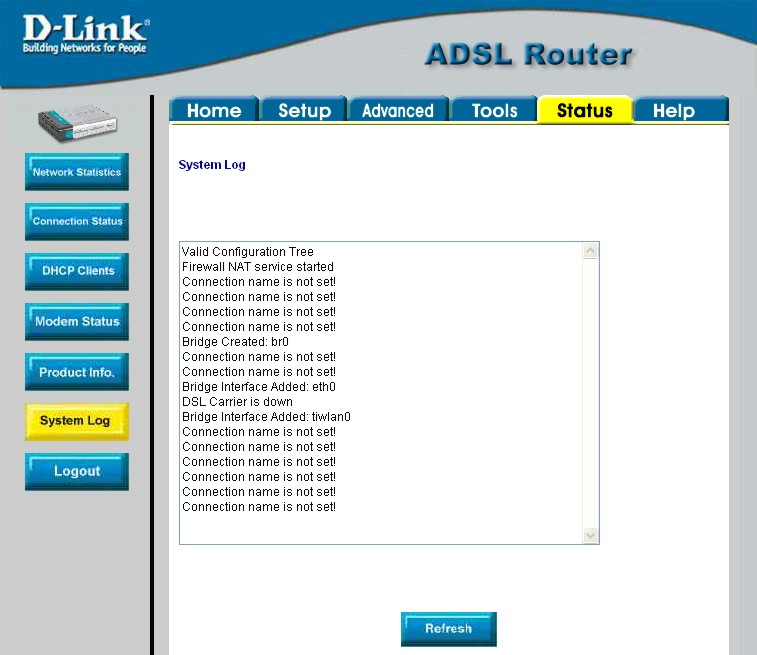 D-Link®
Building Networks for People
ADSL Router
Home Setup Advanced Tools Status Help
Network Statistics
Connection Status
DHCP Clients
Modem Status
Product Info.
System Log
Logout
System Log
Valid Configuration Tree
Firewall NAT service started
Connection name is not set!
Connection name is not set!
Connection name is not set!
Connection name is not set!
Bridge Created: br0
Connection name is not set!
Connection name is not set!
Bridge Interface Added: eth0
DSL Carrier is down
Bridge Interface Added: tiwlan0
Connection name is not set!
Connection name is not set!
Connection name is not set!
Connection name is not set!
Connection name is not set!
Connection name is not set!
Refresh